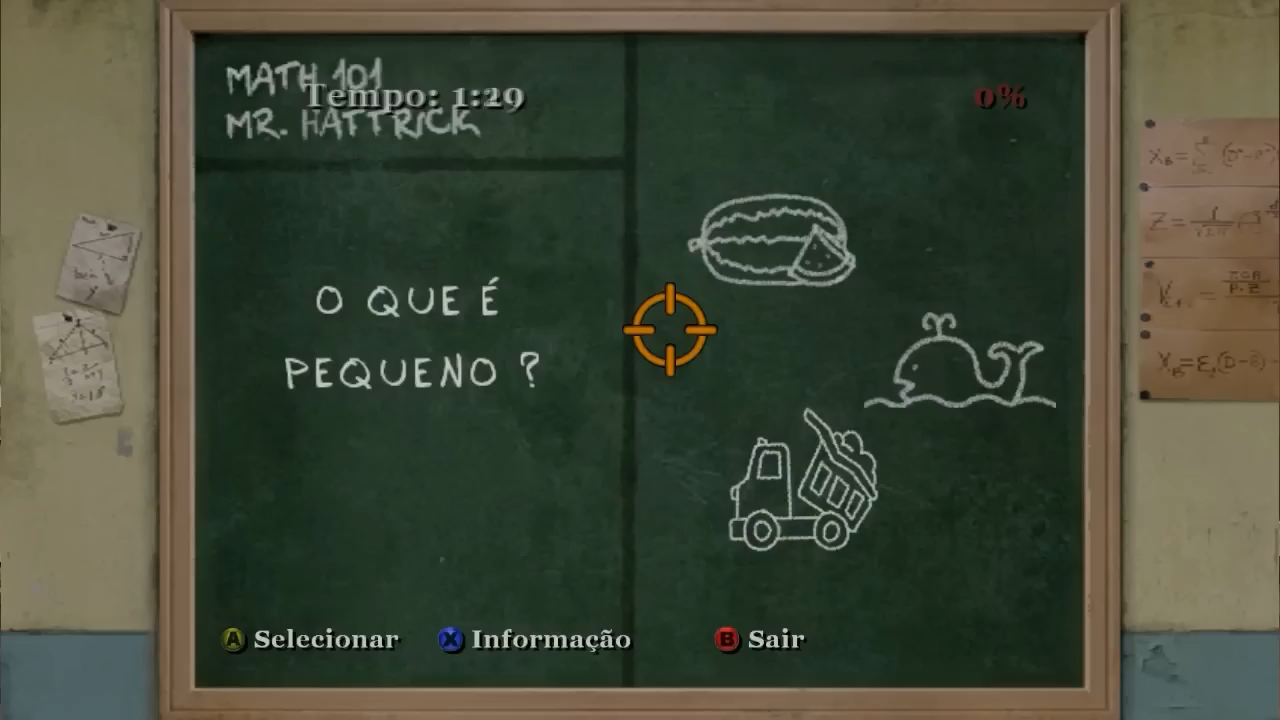 MATH 101
Tempo: 1:29
0%
MR. HATTRICK
O QUE É
PEQUENO ?
A Selecionar
X Informação
B Sair